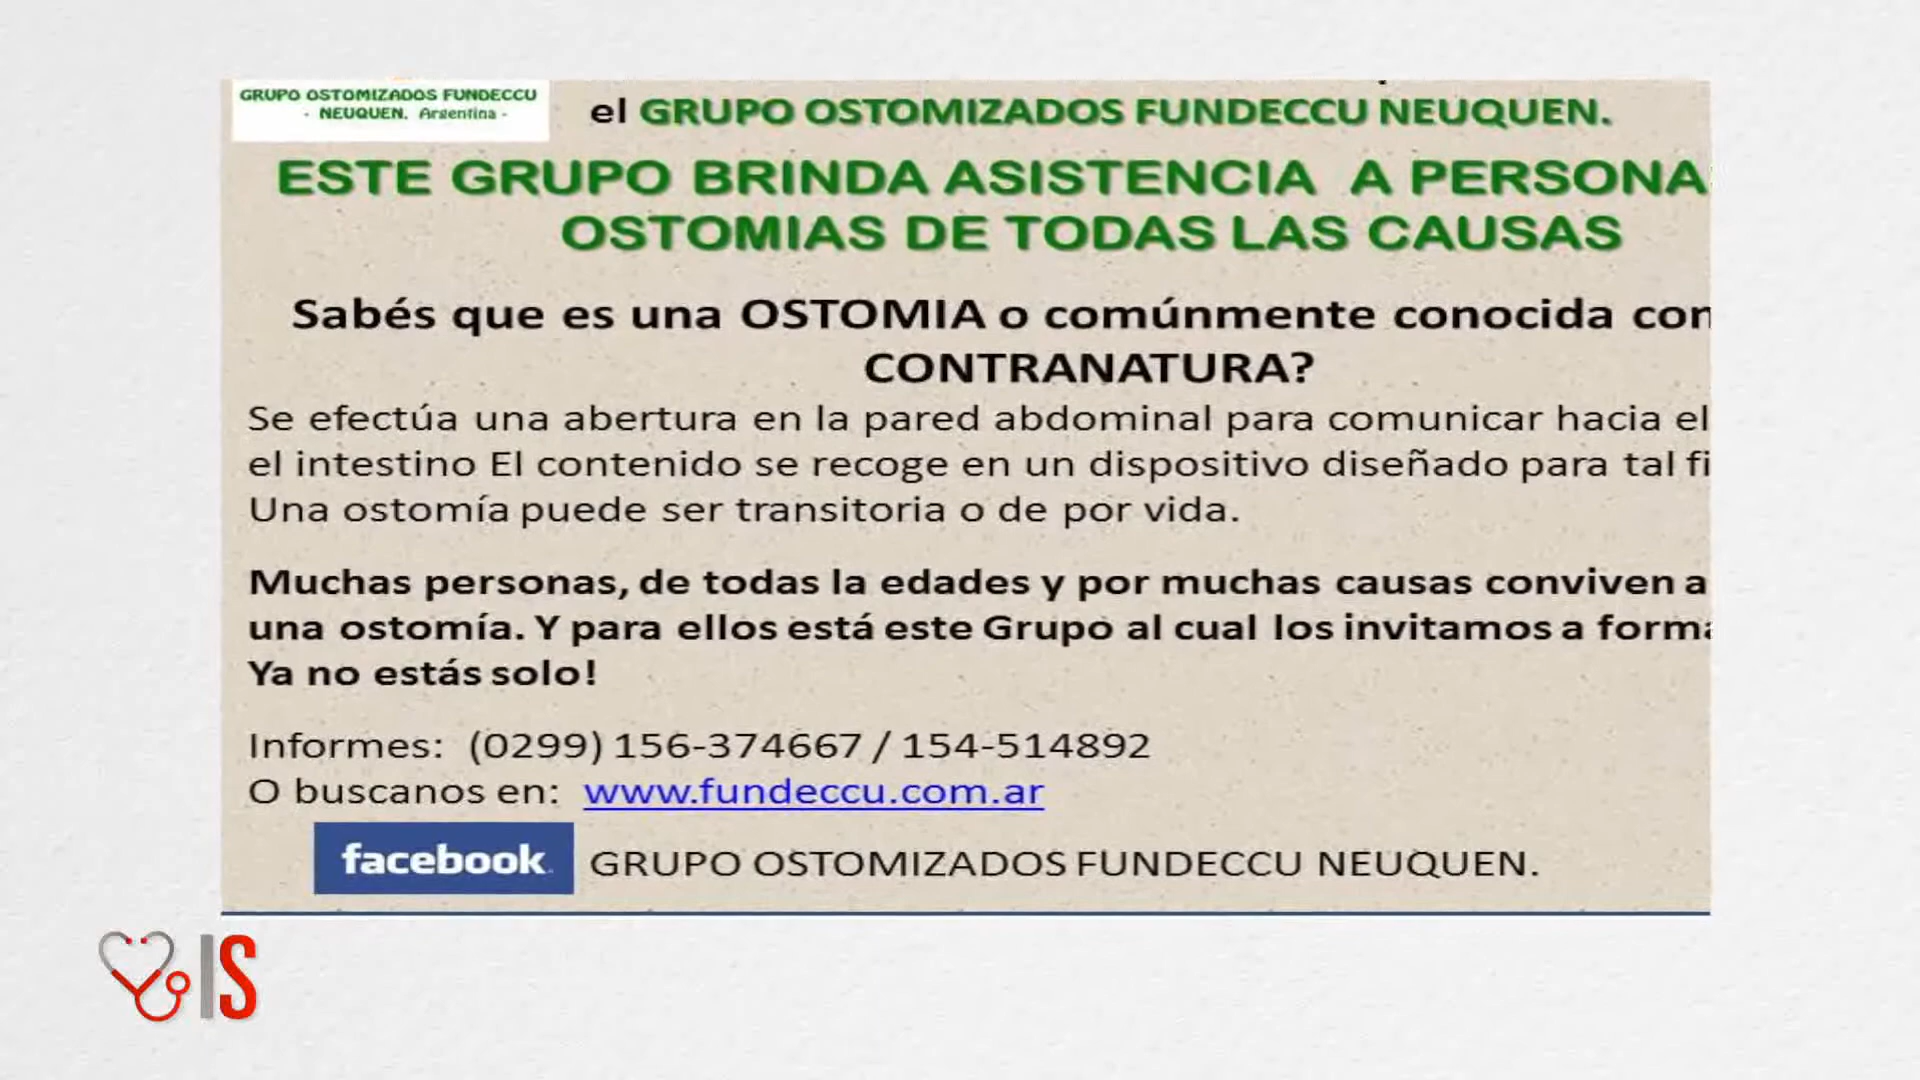 GRUPO OSTOMIZADOS FUNDECCU
- NEUQUEN. Argentina -
el GRUPO OSTOMIZADOS FUNDECCU NEUQUEN.
ESTE GRUPO BRINDA ASISTENCIA A PERSONA
OSTOMIAS DE TODAS LAS CAUSAS
Sabés que es una OSTOMIA o comúnmente conocida con
CONTRANATURA?
Se efectúa una abertura en la pared abdominal para comunicar hacia el
el intestino El contenido se recoge en un dispositivo diseñado para tal fi
Una ostomía puede ser transitoria o de por vida.
Muchas personas, de todas la edades y por muchas causas conviven a
una ostomía. Y para ellos está este Grupo al cual los invitamos a forma
Ya no estás solo!
Informes: (0299) 156-374667 / 154-514892
O buscanos en: www.fundeccu.com.ar
facebook GRUPO OSTOMIZADOS FUNDECCU NEUQUEN.
IS